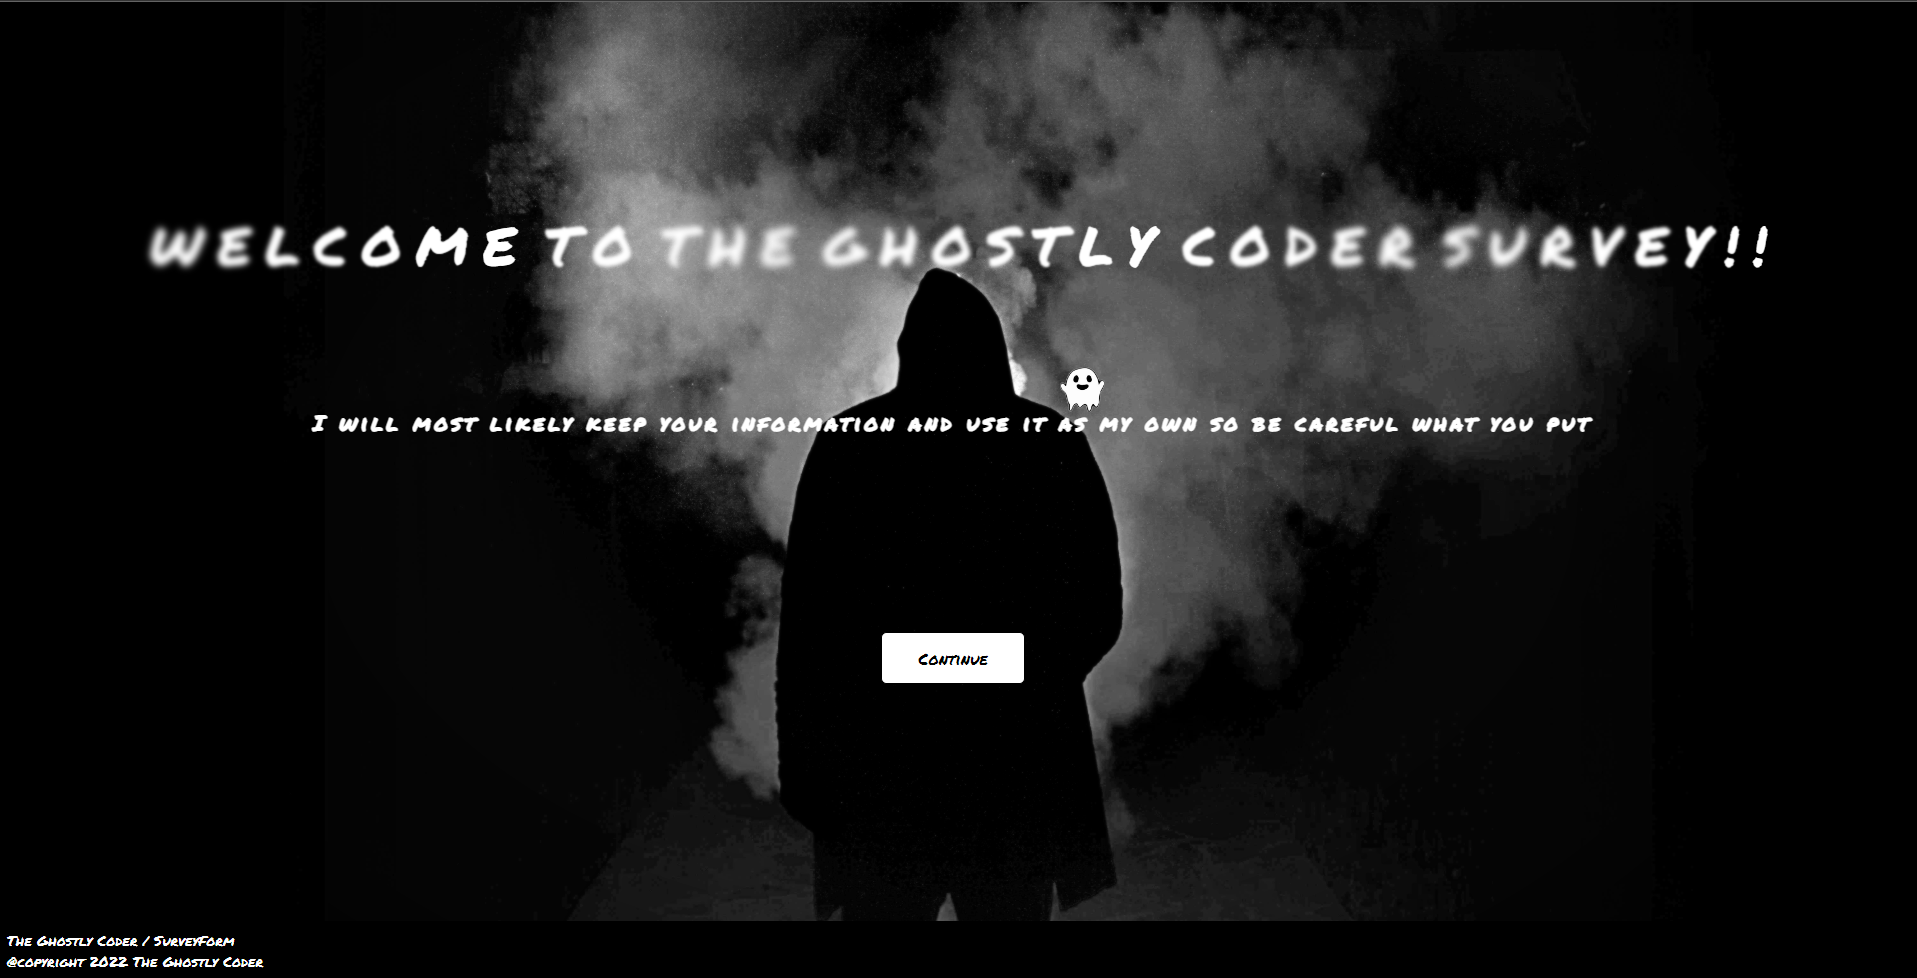 WELCOME TO THE GHOSTLY CODER SURVEY!!
I WILL MOST LIKELY KEEP YOUR INFORMATION AND USE IT AS MY OWN SO BE CAREFUL WHAT YOU PUT
CONTINUE
THE GHOSTLY CODER / SURVEYFORM
@COPYRIGHT 2022 THE GHOSTLY CODER